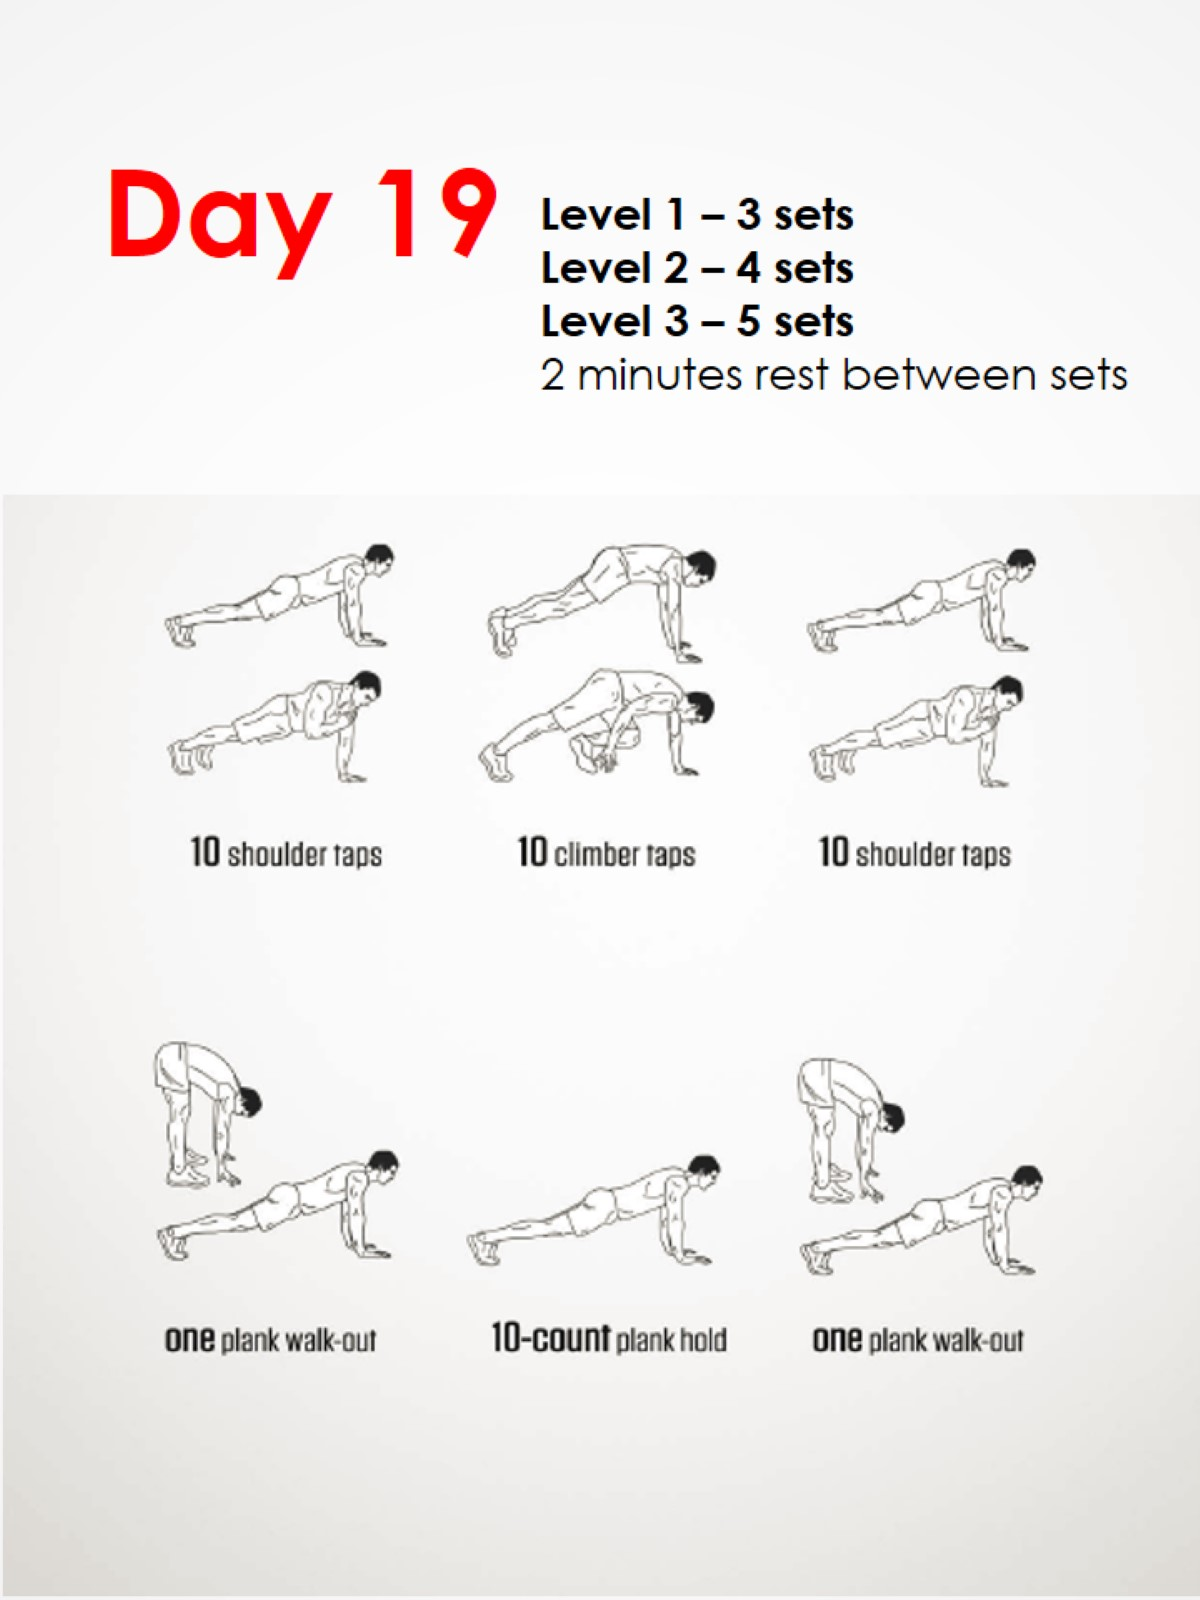 Day 19
Level 1 – 3 sets
Level 2 – 4 sets
Level 3 – 5 sets
2 minutes rest between sets
10 shoulder taps
10 climber taps
10 shoulder taps
one plank walk-out
10-count plank hold
one plank walk-out